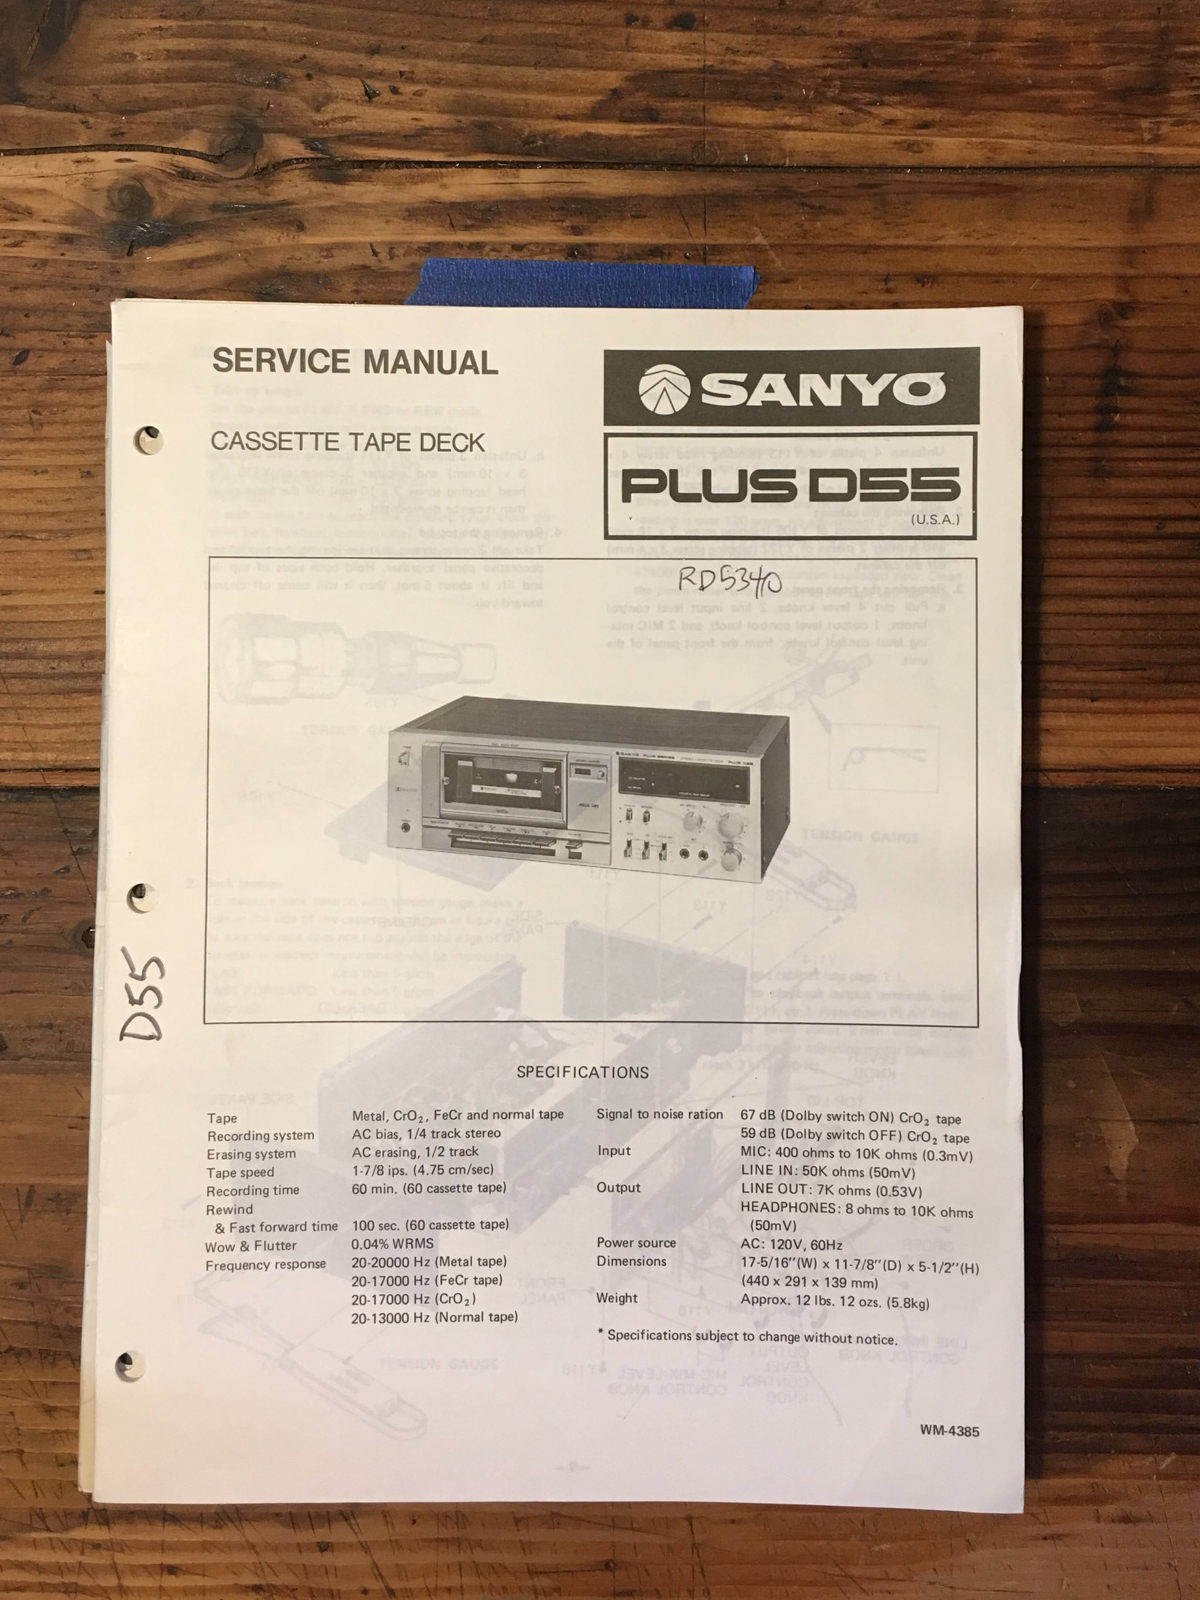 SERVICE MANUAL
CASSETTE TAPE DECK
SANYO
PLUS D55
(U.S.A.)
RD5340
D55
SPECIFICATIONS
Tape Metal, CrO2, FeCr and normal tape
Recording system AC bias, 1/4 track stereo
Erasing system AC erasing, 1/2 track
Tape speed 1-7/8 ips. (4.75 cm/sec)
Recording time 60 min. (60 cassette tape)
Rewind
& Fast forward time 100 sec. (60 cassette tape)
Wow & Flutter 0.04% WRMS
Frequency response 20-20000 Hz (Metal tape)
20-17000 Hz (FeCr tape)
20-17000 Hz (CrO2)
20-13000 Hz (Normal tape)
Signal to noise ration 67 dB (Dolby switch ON) CrO2 tape
59 dB (Dolby switch OFF) CrO2 tape
Input MIC: 400 ohms to 10K ohms (0.3mV)
LINE IN: 50K ohms (50mV)
Output LINE OUT: 7K ohms (0.53V)
HEADPHONES: 8 ohms to 10K ohms
(50mV)
Power source AC: 120V, 60Hz
Dimensions 17-5/16"(W) x 11-7/8"(D) x 5-1/2"(H)
(440 x 291 x 139 mm)
Weight Approx. 12 lbs. 12 ozs. (5.8kg)
* Specifications subject to change without notice.
WM-4385